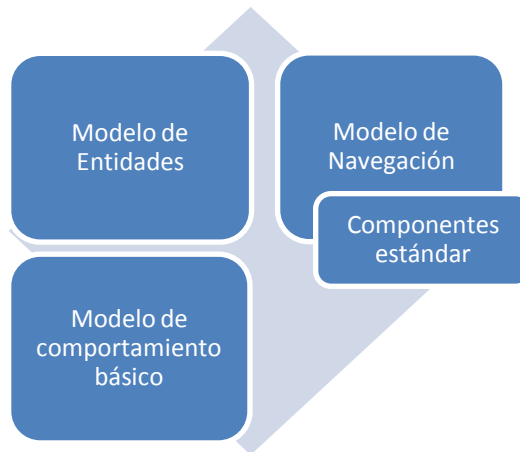 Modelo de
Entidades
Modelo de
Navegación
Componentes
estándar
Modelo de
comportamiento
básico